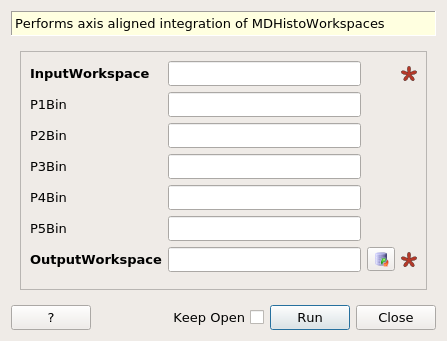 Performs axis aligned integration of MDHistoWorkspaces
InputWorkspace
P1Bin
P2Bin
P3Bin
P4Bin
P5Bin
OutputWorkspace
? Keep Open Run Close